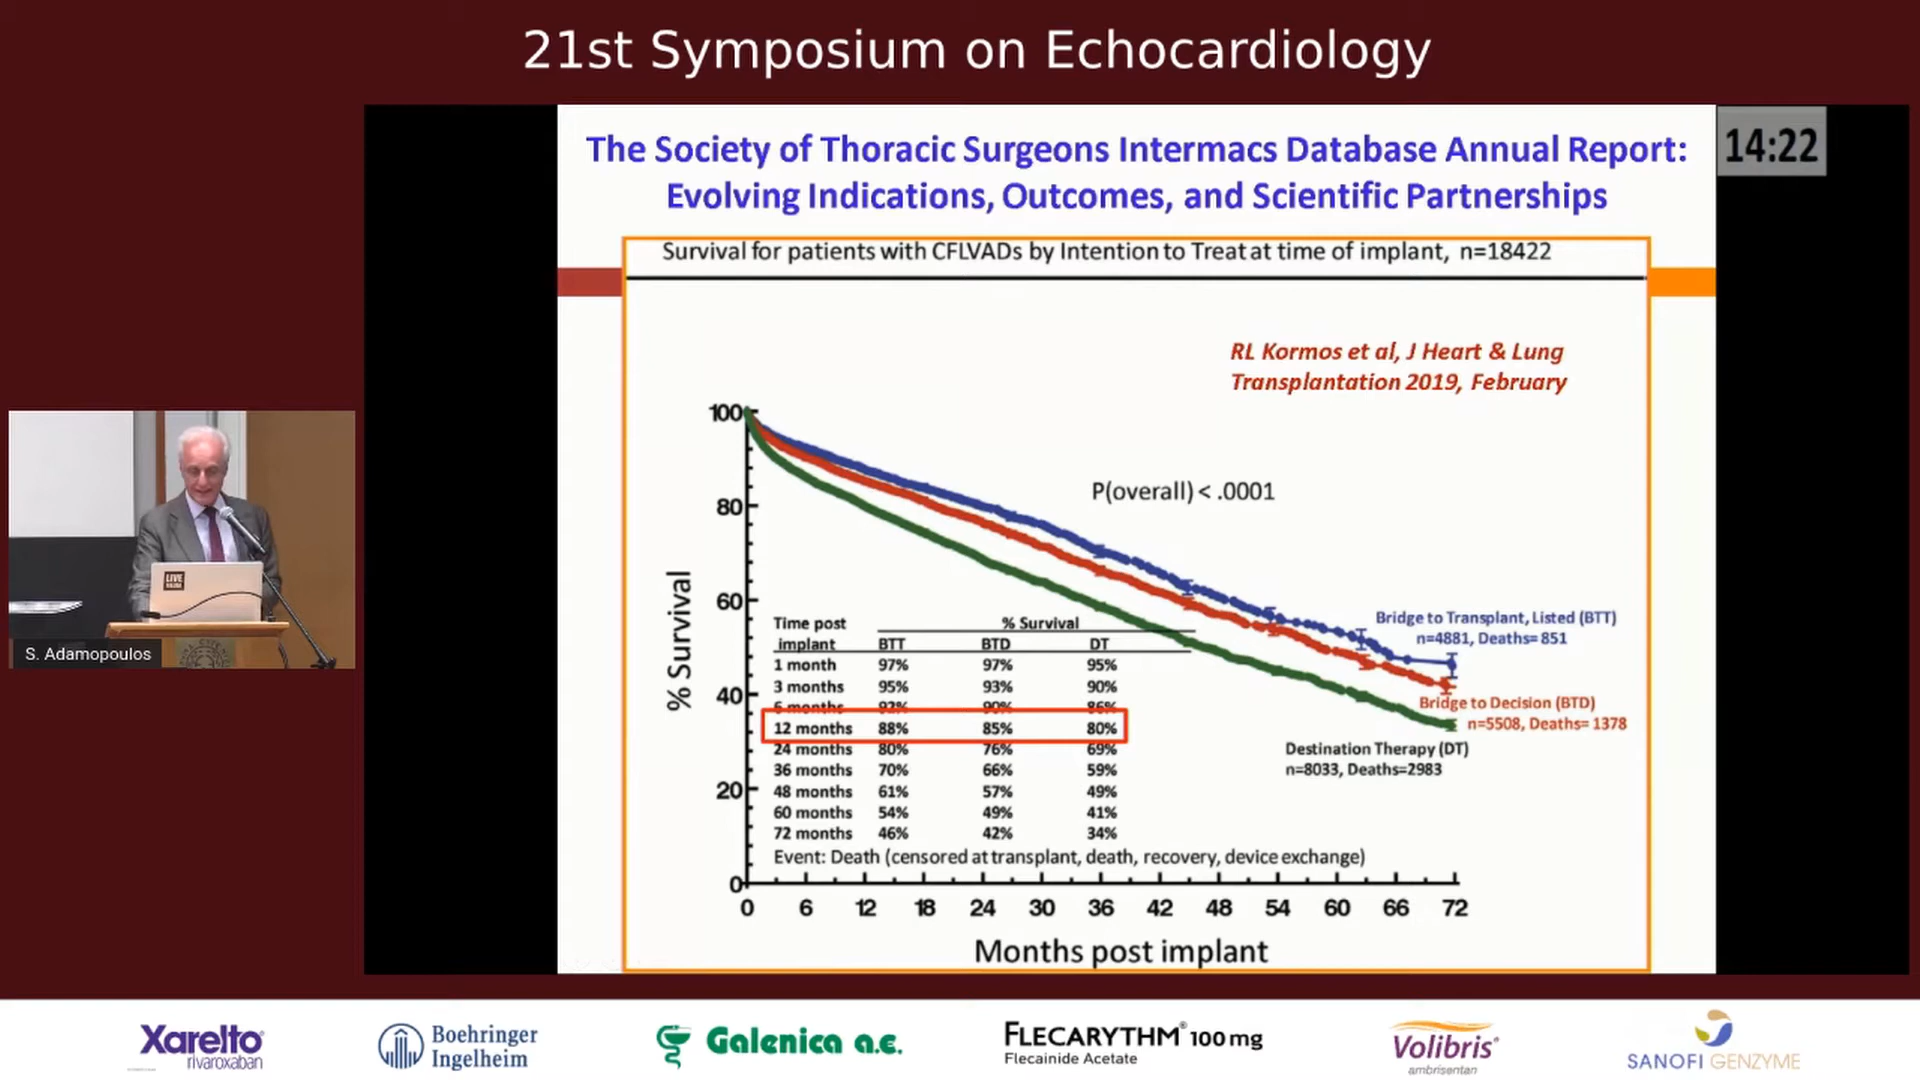 21st Symposium on Echocardiology
The Society of Thoracic Surgeons Intermacs Database Annual Report:
Evolving Indications, Outcomes, and Scientific Partnerships
14:22
Survival for patients with CFLVADs by Intention to Treat at time of implant, n=18422
RL Kormos et al, J Heart & Lung
Transplantation 2019, February
P(overall) < .0001
% Survival
100
80
60
40
20
0
Time post % Survival
implant BTT BTD DT
1 month 97% 97% 95%
3 months 95% 93% 90%
6 months 92% 90% 86%
12 months 88% 85% 80%
24 months 80% 76% 69%
36 months 70% 66% 59%
48 months 61% 57% 49%
60 months 54% 49% 41%
72 months 46% 42% 34%
Event: Death (censored at transplant, death, recovery, device exchange)
Bridge to Transplant, Listed (BTT)
n=4881, Deaths= 851
Bridge to Decision (BTD)
n=5508, Deaths= 1378
Destination Therapy (DT)
n=8033, Deaths=2983
0 6 12 18 24 30 36 42 48 54 60 66 72
Months post implant
LIVE
S. Adamopoulos
Xarelto®
rivaroxaban
Boehringer
Ingelheim
Galenica a.ε.
FLECARYTHM® 100 mg
Flecainide Acetate
Volibris®
ambrisentan
SANOFI GENZYME